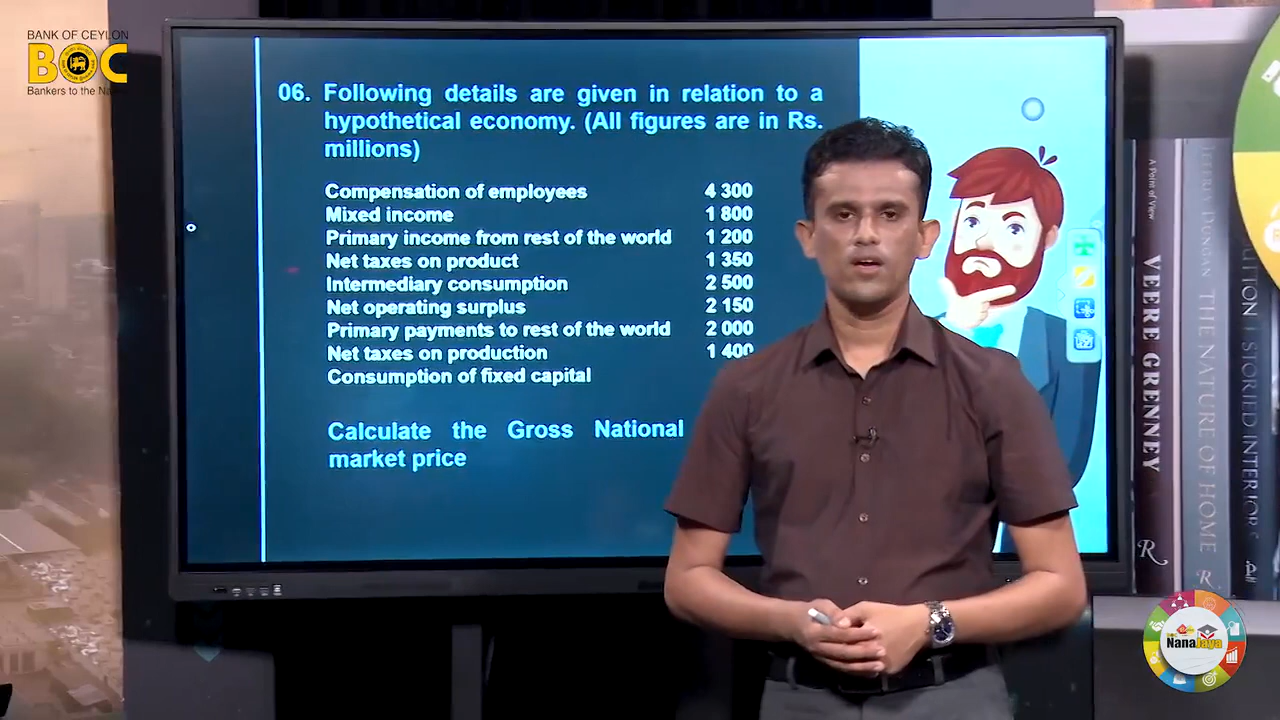 BANK OF CEYLON
BOC
Bankers to the Na
06. Following details are given in relation to a
hypothetical economy. (All figures are in Rs.
millions)
Compensation of employees 4 300
Mixed income 1 800
Primary income from rest of the world 1 200
Net taxes on product 1 350
Intermediary consumption 2 500
Net operating surplus 2 150
Primary payments to rest of the world 2 000
Net taxes on production 1 400
Consumption of fixed capital
Calculate the Gross National
market price
A Point of View
VEERE GRENNEY
R
JEFFREY DUNGAN THE NATURE OF HOME
R
STORIED INTERIORS
NanaJaya